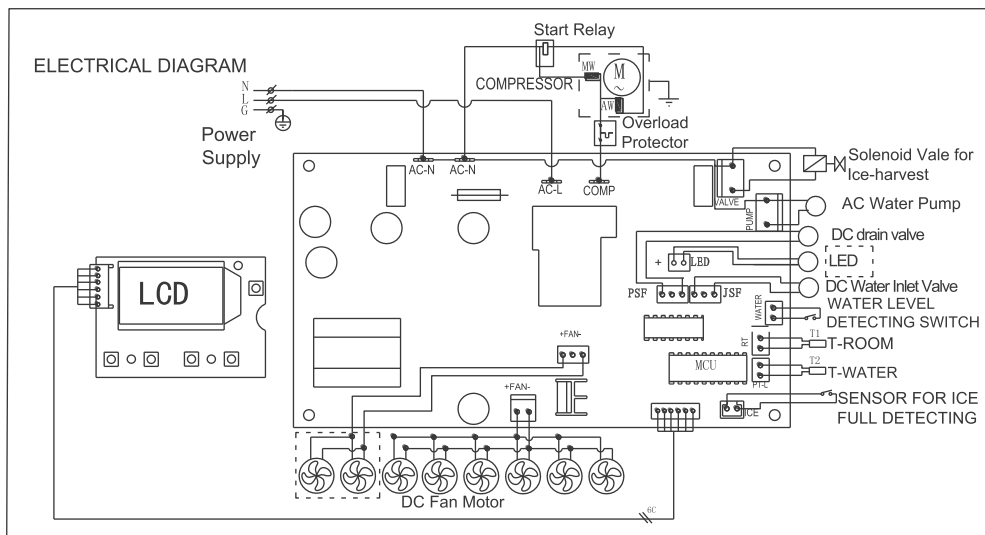 Start Relay
ELECTRICAL DIAGRAM
COMPRESSOR
MW
M
~
AW
N
L
G
Power
Supply
Overload
Protector
AC-N
AC-N
AC-L
COMP
VALVE
Solenoid Vale for
Ice-harvest
PUMP
AC Water Pump
DC drain valve
+
LED
LED
PSF
JSF
DC Water Inlet Valve
WATER
WATER LEVEL
DETECTING SWITCH
LCD
RT
T1
T-ROOM
MCU
T2
T-WATER
PT-L
+FAN-
+FAN-
ICE
SENSOR FOR ICE
FULL DETECTING
DC Fan Motor
6C